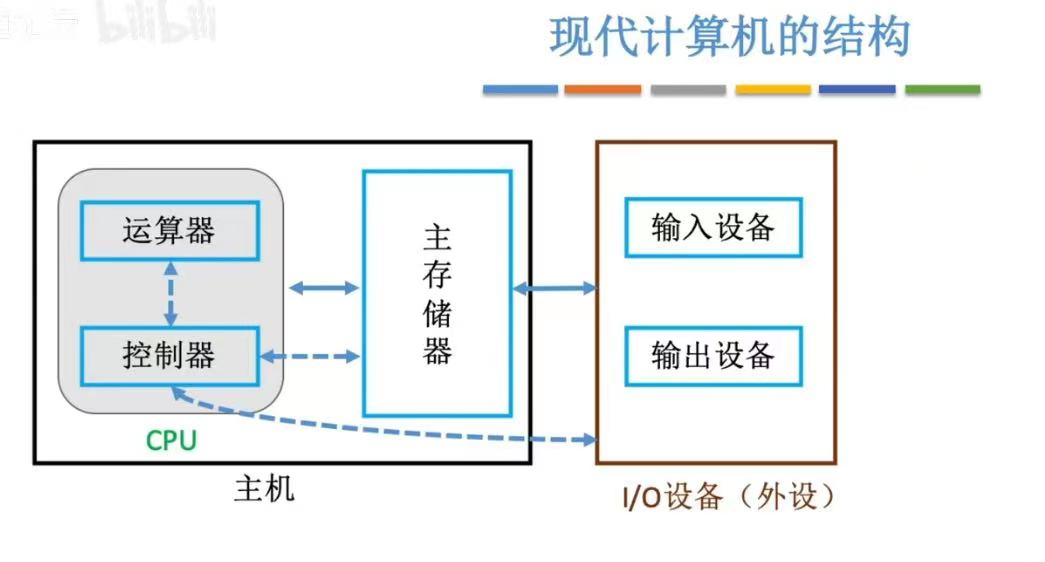 bilibili
现代计算机的结构
运算器
控制器
CPU
主存储器
主机
输入设备
输出设备
I/O设备（外设）